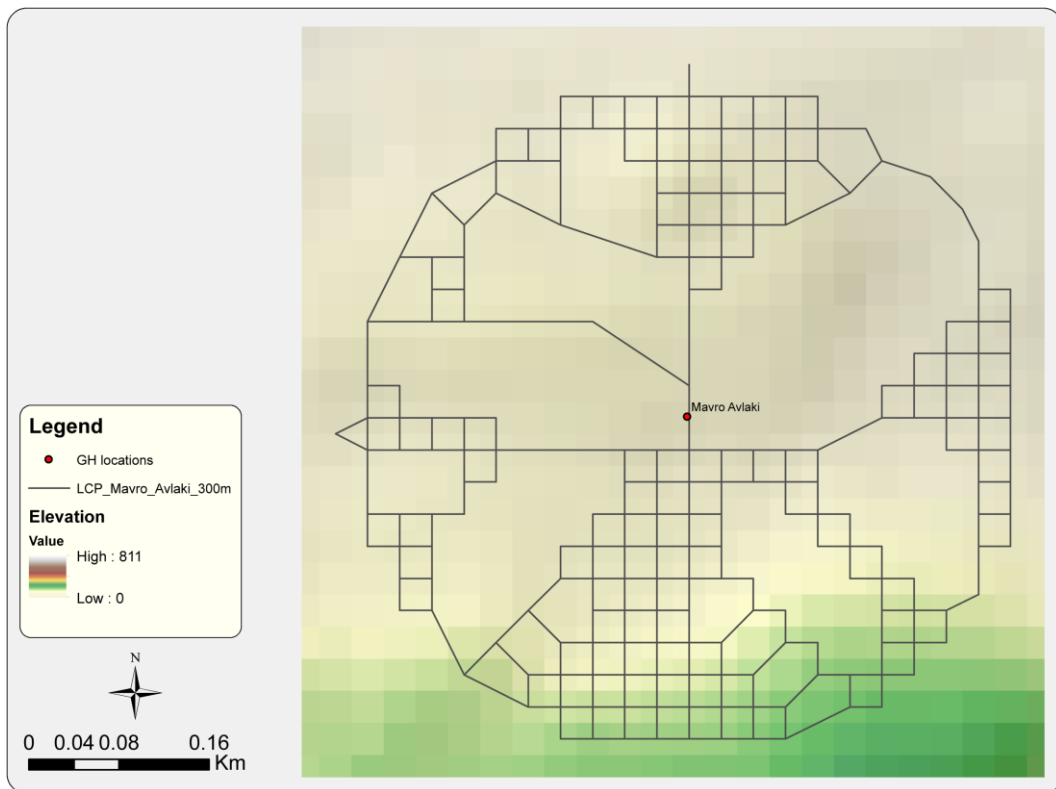 Mavro Avlaki
Legend
GH locations
LCP_Mavro_Avlaki_300m
Elevation
Value
High : 811
Low : 0
N
0 0.04 0.08 0.16
Km